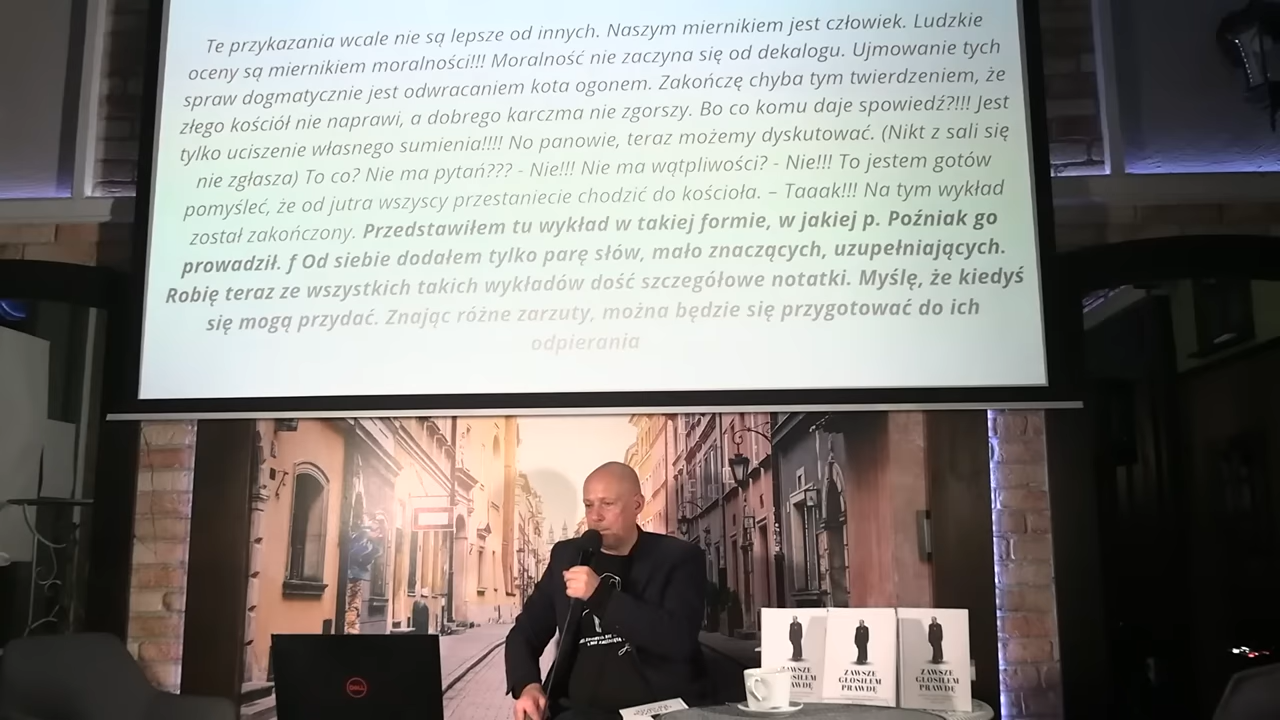 Te przykazania wcale nie są lepsze od innych. Naszym miernikiem jest człowiek. Ludzkie
oceny są miernikiem moralności!!! Moralność nie zaczyna się od dekalogu. Ujmowanie tych
spraw dogmatycznie jest odwracaniem kota ogonem. Zakończę chyba tym twierdzeniem, że
złego kościół nie naprawi, a dobrego karczma nie zgorszy. Bo co komu daje spowiedź?!!! Jest
tylko uciszenie własnego sumienia!!!! No panowie, teraz możemy dyskutować. (Nikt z sali się
nie zgłasza) To co? Nie ma pytań??? - Nie!!! Nie ma wątpliwości? - Nie!!! To jestem gotów
pomyśleć, że od jutra wszyscy przestaniecie chodzić do kościoła. – Taaak!!! Na tym wykład
został zakończony. Przedstawiłem tu wykład w takiej formie, w jakiej p. Poźniak go
prowadził. f Od siebie dodałem tylko parę słów, mało znaczących, uzupełniających.
Robię teraz ze wszystkich takich wykładów dość szczegółowe notatki. Myślę, że kiedyś
się mogą przydać. Znając różne zarzuty, można będzie się przygotować do ich
odpierania
DELL
ZAWSZE
GŁOSIŁEM
PRAWDĘ
ZAWSZE
GŁOSIŁEM
PRAWDĘ
ZAWSZE
GŁOSIŁEM
PRAWDĘ